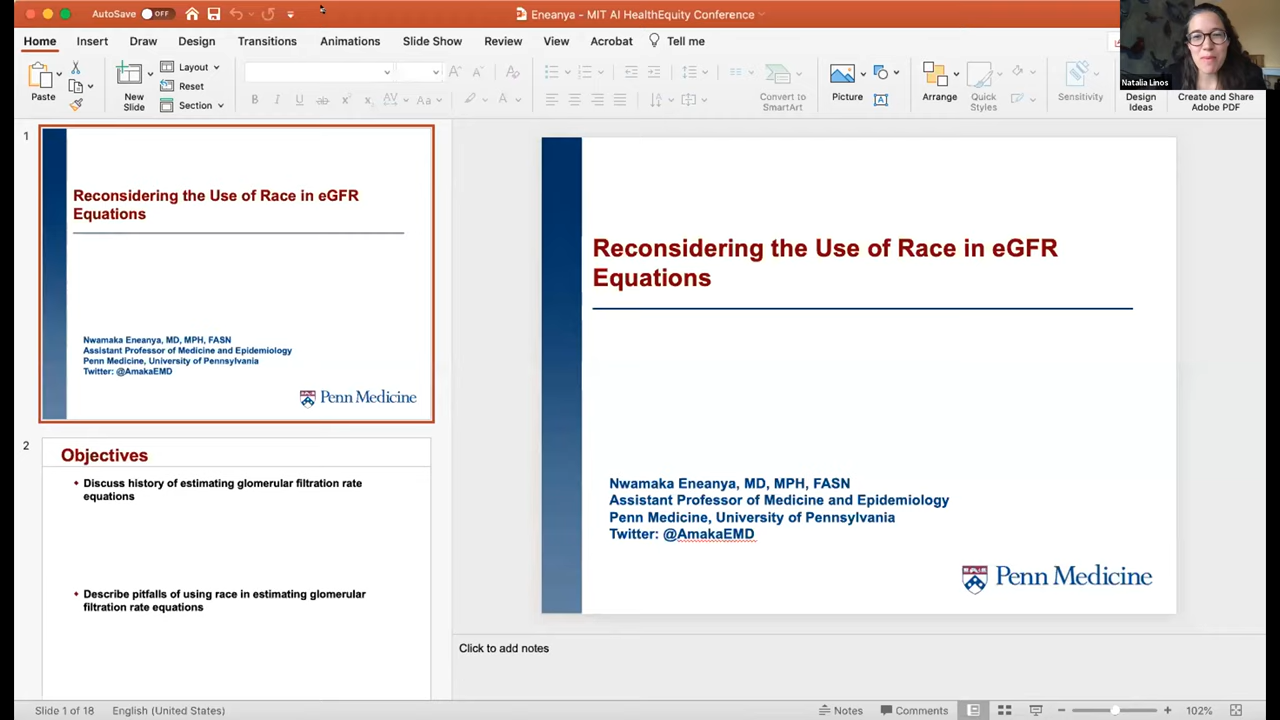 AutoSave OFF
Eneanya - MIT AI HealthEquity Conference
Home Insert Draw Design Transitions Animations Slide Show Review View Acrobat Tell me
Paste
New
Slide
Layout
Reset
Section
B I U ab x² x₂ AV Aa
Convert to
SmartArt
Picture
Arrange
Quick
Styles
Sensitivity
Design
Ideas
Create and Share
Adobe PDF
Natalia Linos
1
Reconsidering the Use of Race in eGFR
Equations
Nwamaka Eneanya, MD, MPH, FASN
Assistant Professor of Medicine and Epidemiology
Penn Medicine, University of Pennsylvania
Twitter: @AmakaEMD
Penn Medicine
2
Objectives
Discuss history of estimating glomerular filtration rate
equations
Describe pitfalls of using race in estimating glomerular
filtration rate equations
Reconsidering the Use of Race in eGFR
Equations
Nwamaka Eneanya, MD, MPH, FASN
Assistant Professor of Medicine and Epidemiology
Penn Medicine, University of Pennsylvania
Twitter: @AmakaEMD
Penn Medicine
Click to add notes
Slide 1 of 18 English (United States)
Notes Comments 102%